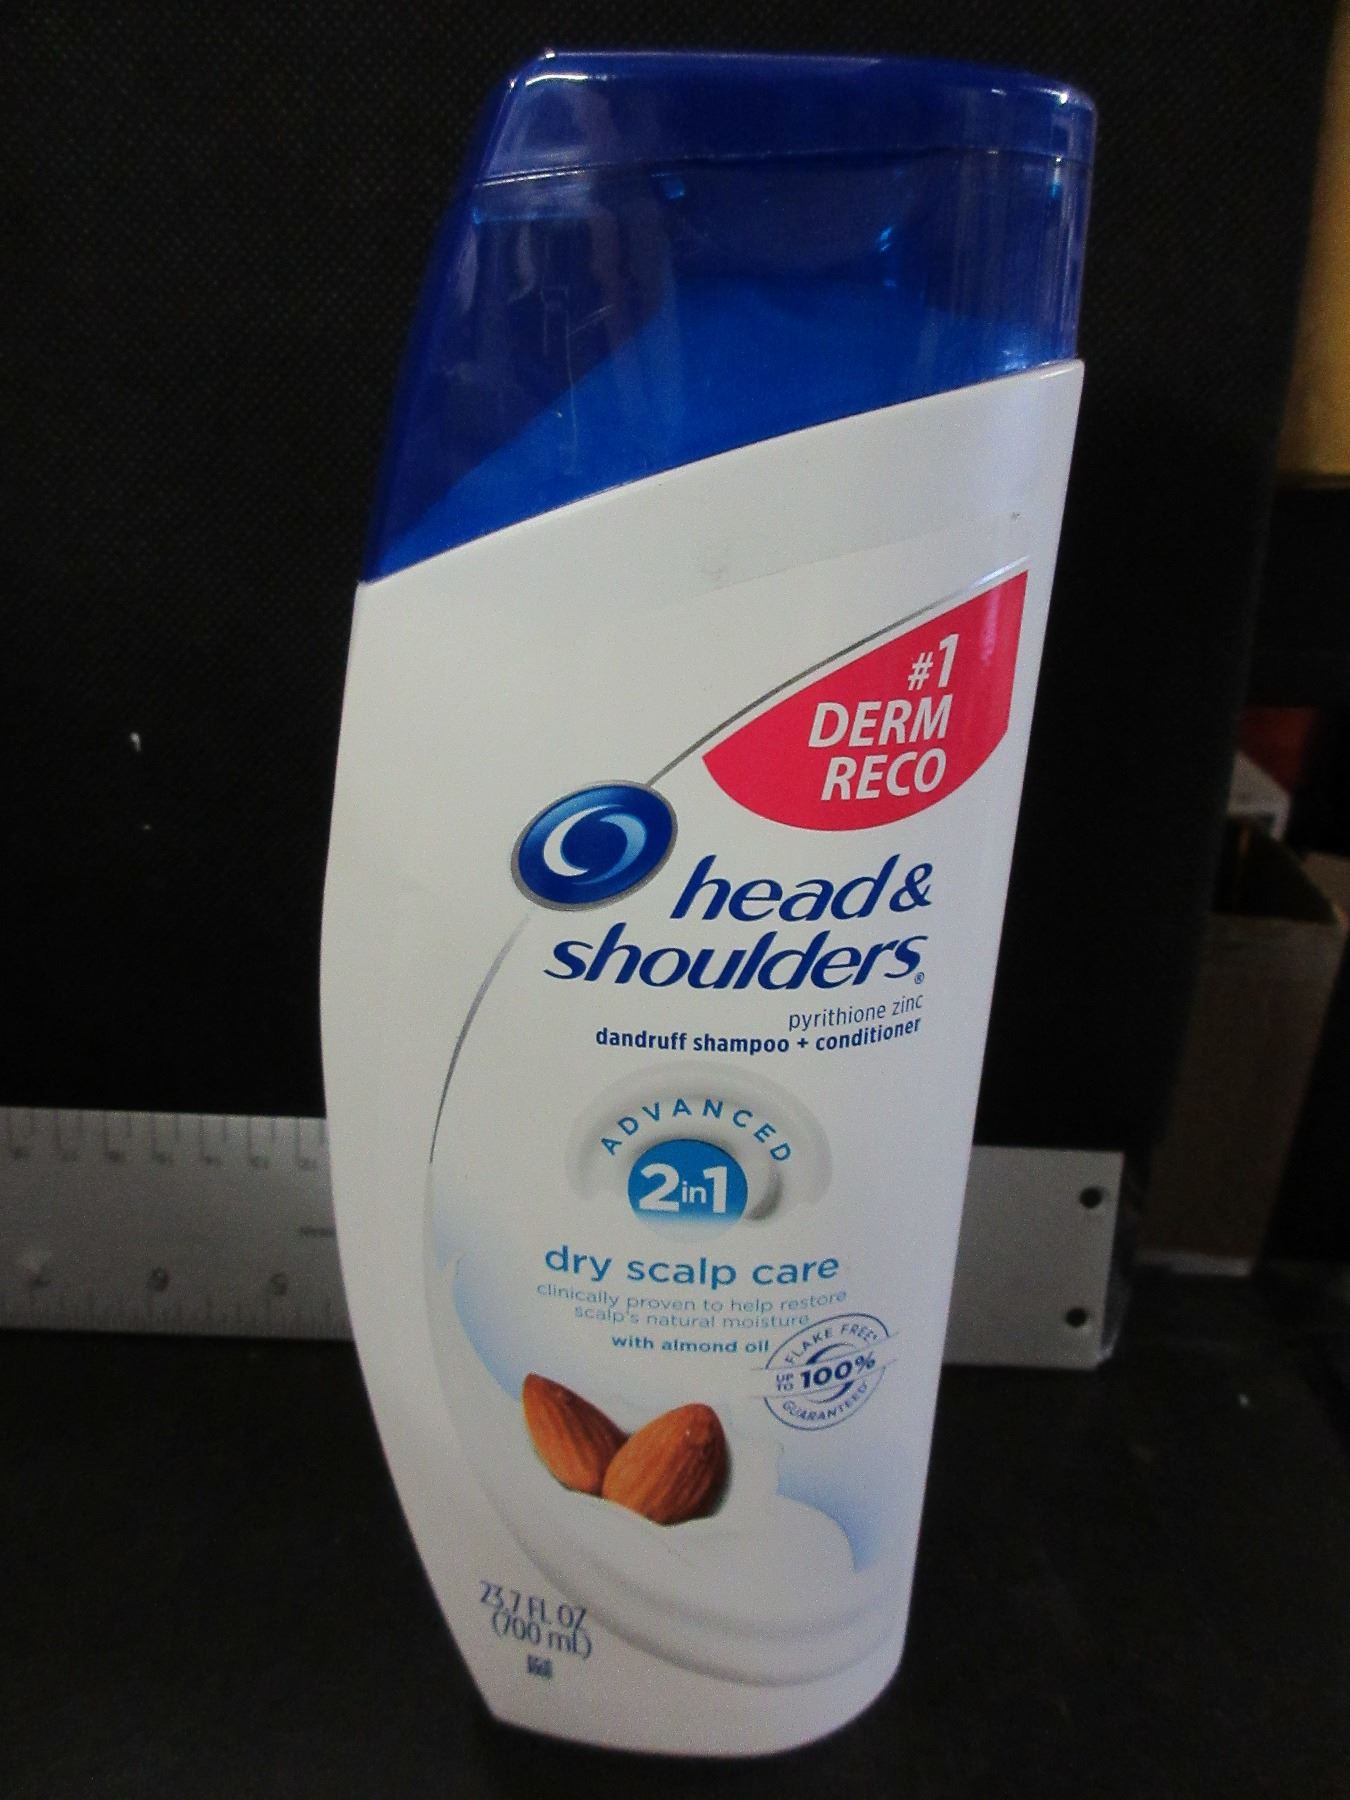 #1
DERM
RECO
head &
shoulders®
pyrithione zinc
dandruff shampoo + conditioner
ADVANCED
2in1
dry scalp care
clinically proven to help restore
scalp's natural moisture
with almond oil
FLAKE FREE!
UP TO 100%
GUARANTEED
23.7 FL OZ
(700 mL)